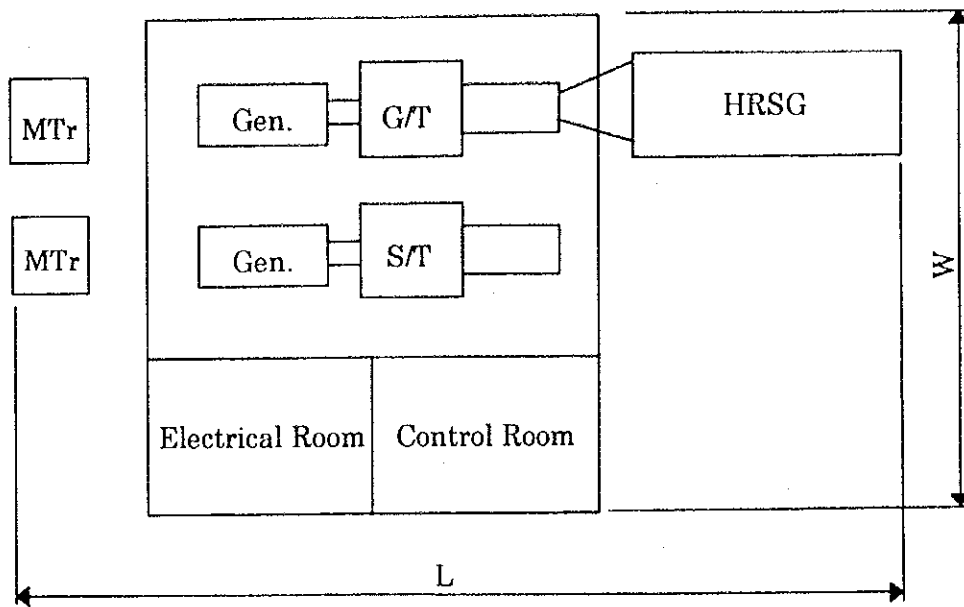 MTr
Gen.
G/T
HRSG
MTr
Gen.
S/T
W
Electrical Room
Control Room
L